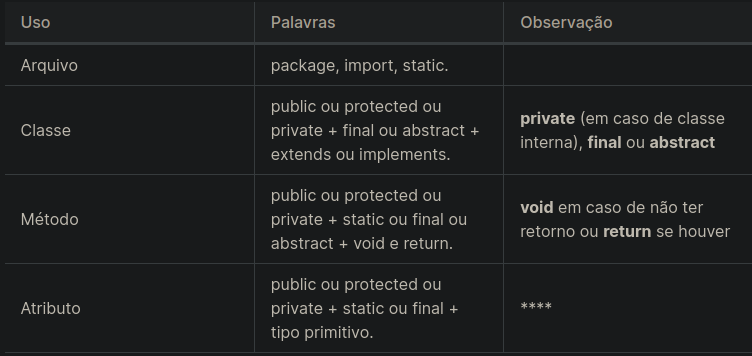 Uso Palavras Observação
Arquivo package, import, static.
Classe
public ou protected ou
private + final ou abstract +
extends ou implements.
private (em caso de classe
interna), final ou abstract
Método
public ou protected ou
private + static ou final ou
abstract + void e return.
void em caso de não ter
retorno ou return se houver
Atributo
public ou protected ou
private + static ou final +
tipo primitivo.
****